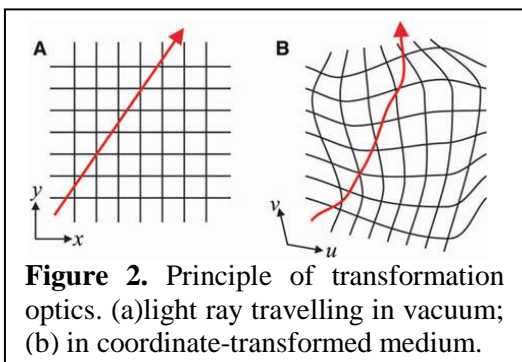 A
B
y
x
v
u
Figure 2. Principle of transformation
optics. (a)light ray travelling in vacuum;
(b) in coordinate-transformed medium.